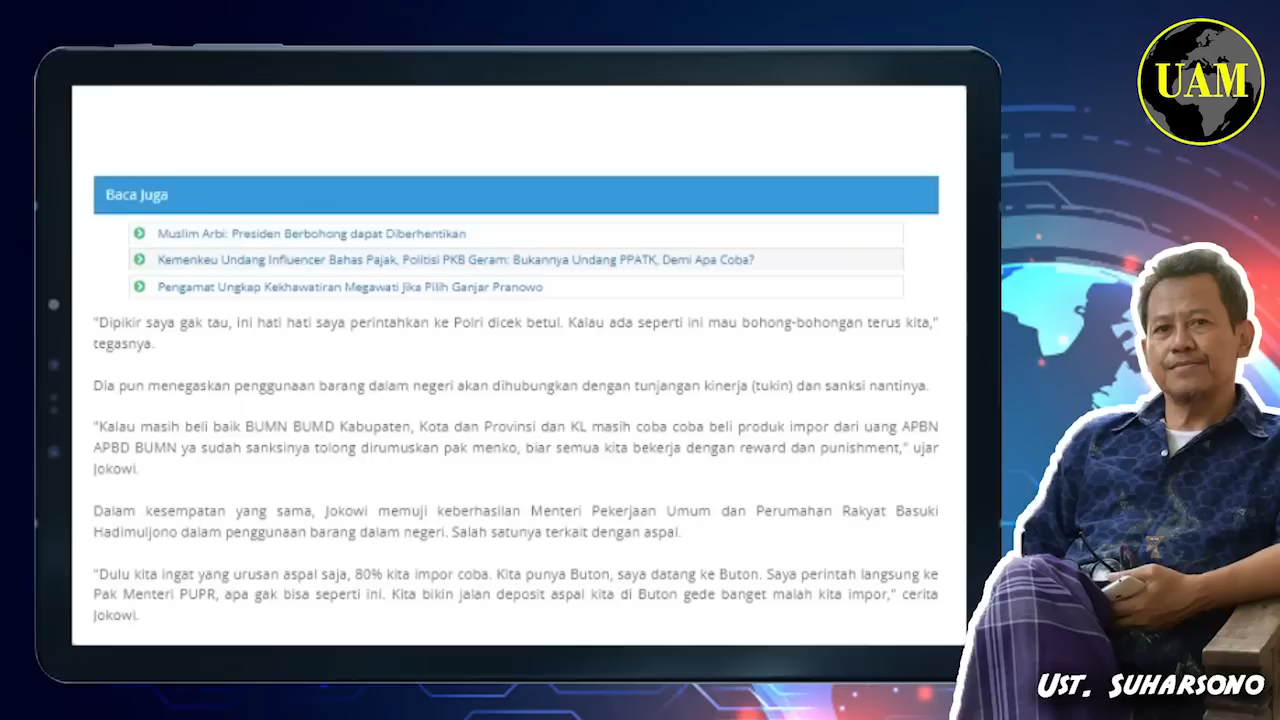 UAM
Baca Juga
Muslim Arbi: Presiden Berbohong dapat Diberhentikan
Kemenkeu Undang Influencer Bahas Pajak, Politisi PKB Geram: Bukannya Undang PPATK, Demi Apa Coba?
Pengamat Ungkap Kekhawatiran Megawati Jika Pilih Ganjar Pranowo
"Dipikir saya gak tau, ini hati hati saya perintahkan ke Polri dicek betul. Kalau ada seperti ini mau bohong-bohongan terus kita,"
tegasnya.
Dia pun menegaskan penggunaan barang dalam negeri akan dihubungkan dengan tunjangan kinerja (tukin) dan sanksi nantinya.
"Kalau masih beli baik BUMN BUMD Kabupaten, Kota dan Provinsi dan KL masih coba coba beli produk impor dari uang APBN
APBD BUMN ya sudah sanksinya tolong dirumuskan pak menko, biar semua kita bekerja dengan reward dan punishment," ujar
Jokowi.
Dalam kesempatan yang sama, Jokowi memuji keberhasilan Menteri Pekerjaan Umum dan Perumahan Rakyat Basuki
Hadimuljono dalam penggunaan barang dalam negeri. Salah satunya terkait dengan aspal.
"Dulu kita ingat yang urusan aspal saja, 80% kita impor coba. Kita punya Buton, saya datang ke Buton. Saya perintah langsung ke
Pak Menteri PUPR, apa gak bisa seperti ini. Kita bikin jalan deposit aspal kita di Buton gede banget malah kita impor," cerita
Jokowi.
UST. SUHARSONO